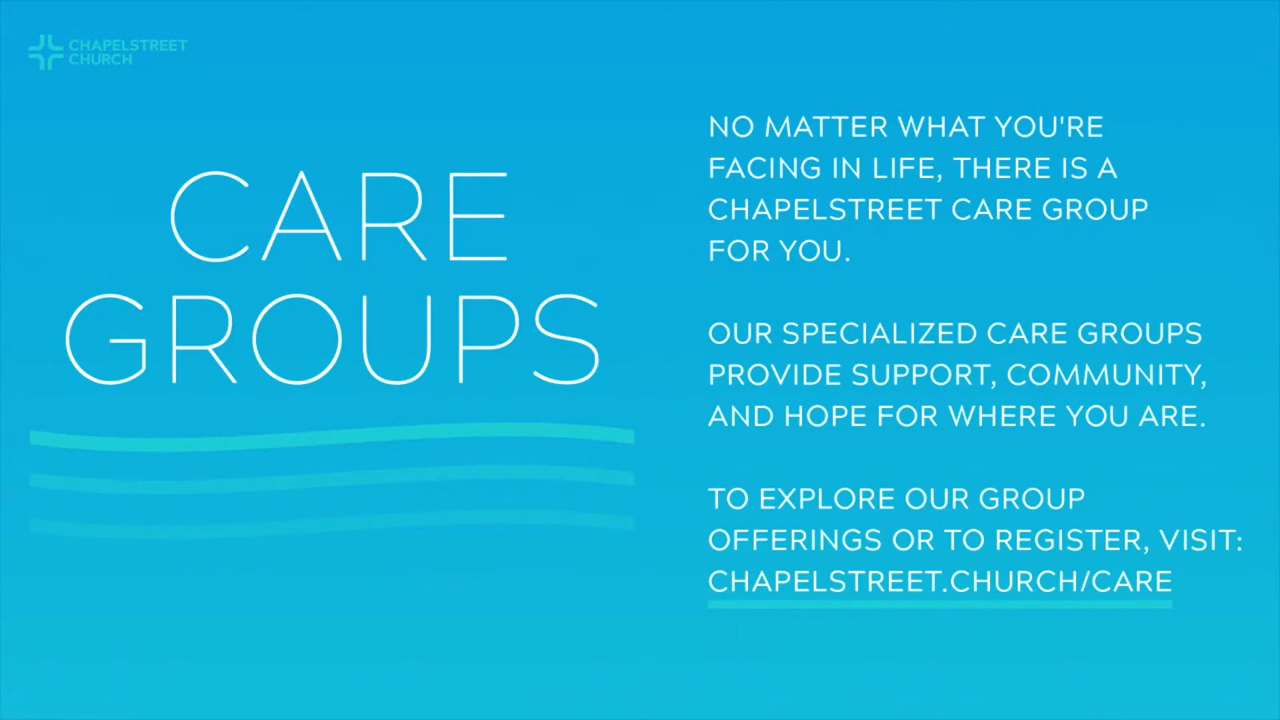 CHAPELSTREET
CHURCH
CARE
GROUPS
NO MATTER WHAT YOU'RE
FACING IN LIFE, THERE IS A
CHAPELSTREET CARE GROUP
FOR YOU.
OUR SPECIALIZED CARE GROUPS
PROVIDE SUPPORT, COMMUNITY,
AND HOPE FOR WHERE YOU ARE.
TO EXPLORE OUR GROUP
OFFERINGS OR TO REGISTER, VISIT:
CHAPELSTREET.CHURCH/CARE